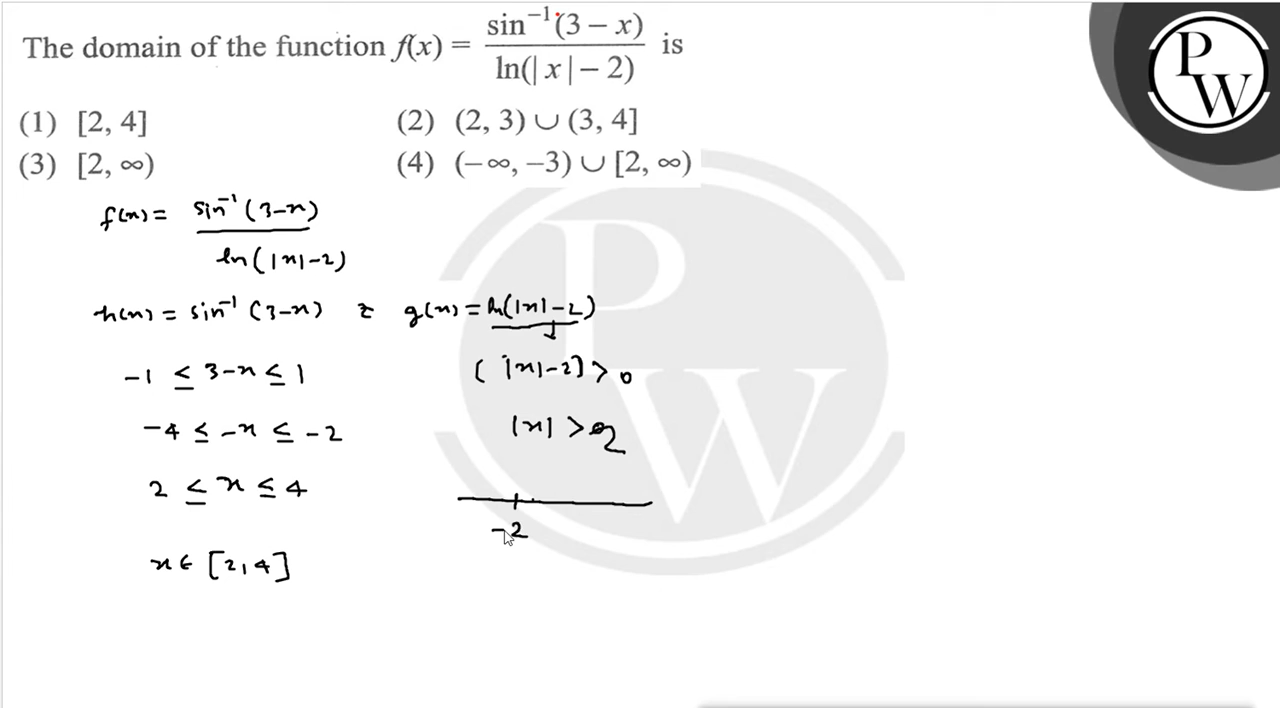 The domain of the function f(x) = sin⁻¹(3 − x) / ln(|x| − 2) is
(1) [2, 4] (2) (2, 3) ∪ (3, 4]
(3) [2, ∞) (4) (−∞, −3) ∪ [2, ∞)
PW
f(x) = sin⁻¹(3−x) / ln(|x|−2)
h(x) = sin⁻¹(3−x) & g(x) = ln(|x|−2)
−1 ≤ 3−x ≤ 1 (|x|−2) > 0
−4 ≤ −x ≤ −2 |x| > 2
2 ≤ x ≤ 4
−2
x ∈ [2, 4]
PW